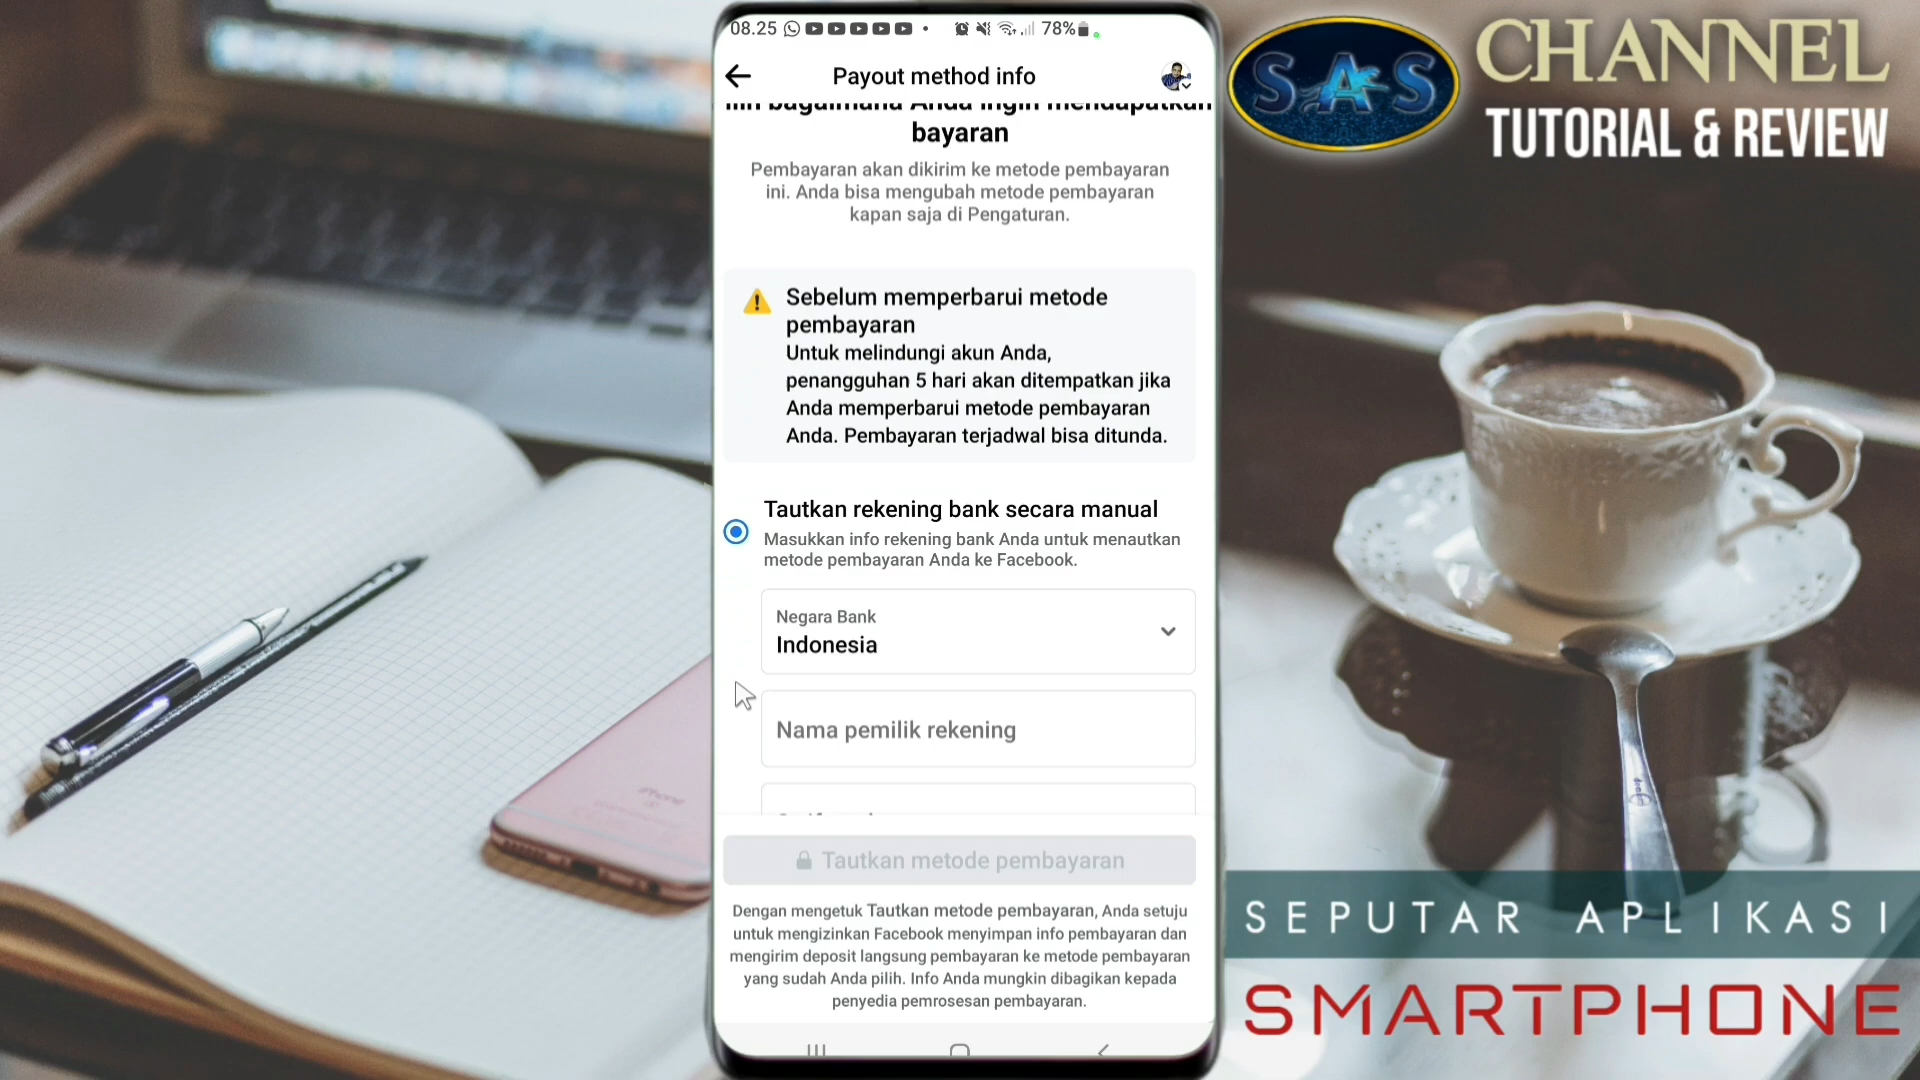 08.25
78%
Payout method info
bagaimana Anda ingin mendapatkan
bayaran
Pembayaran akan dikirim ke metode pembayaran
ini. Anda bisa mengubah metode pembayaran
kapan saja di Pengaturan.
Sebelum memperbarui metode
pembayaran
Untuk melindungi akun Anda,
penangguhan 5 hari akan ditempatkan jika
Anda memperbarui metode pembayaran
Anda. Pembayaran terjadwal bisa ditunda.
Tautkan rekening bank secara manual
Masukkan info rekening bank Anda untuk menautkan
metode pembayaran Anda ke Facebook.
Negara Bank
Indonesia
Nama pemilik rekening
Tautkan metode pembayaran
Dengan mengetuk Tautkan metode pembayaran, Anda setuju
untuk mengizinkan Facebook menyimpan info pembayaran dan
mengirim deposit langsung pembayaran ke metode pembayaran
yang sudah Anda pilih. Info Anda mungkin dibagikan kepada
penyedia pemrosesan pembayaran.
SAS
CHANNEL
TUTORIAL & REVIEW
iPhone
SEPUTAR APLIKASI
SMARTPHONE